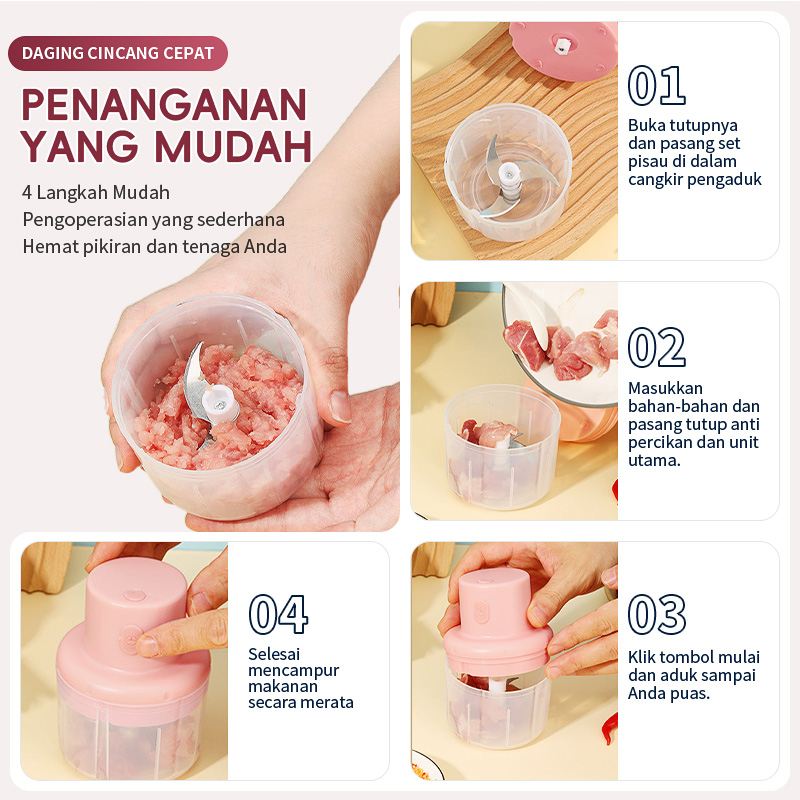 DAGING CINCANG CEPAT
PENANGANAN
YANG MUDAH
4 Langkah Mudah
Pengoperasian yang sederhana
Hemat pikiran dan tenaga Anda
01
Buka tutupnya
dan pasang set
pisau di dalam
cangkir pengaduk
02
Masukkan
bahan-bahan dan
pasang tutup anti
percikan dan unit
utama.
03
Klik tombol mulai
dan aduk sampai
Anda puas.
04
Selesai
mencampur
makanan
secara merata